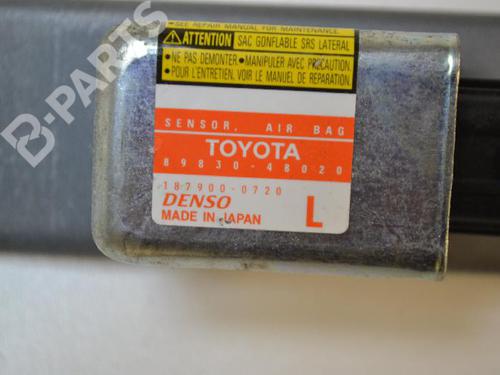 B-PARTS
SEE REPAIR MANUAL FOR MAINTENANCE
ATTENTION SAC GONFLABLE SRS LATERAL
•NE PAS DEMONTER •MANIPULER AVEC PRECAUTION
•POUR L'ENTRETIEN, VOIR LE MANUEL DE REPARATION.
SENSOR, AIR BAG
TOYOTA
89830-48020
187900-0720
DENSO
MADE IN JAPAN L